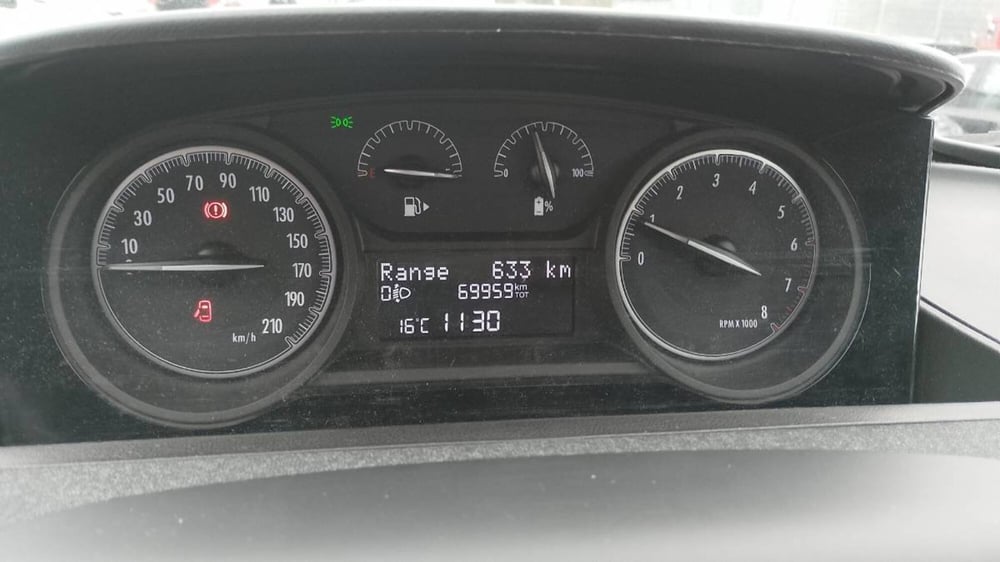 10 30 50 70 90 110 130 150 170 190 210
km/h
E
0 100
%
Range 633 km
0 69959 km TOT
16°C 11 30
0 1 2 3 4 5 6 7 8
RPM X 1000